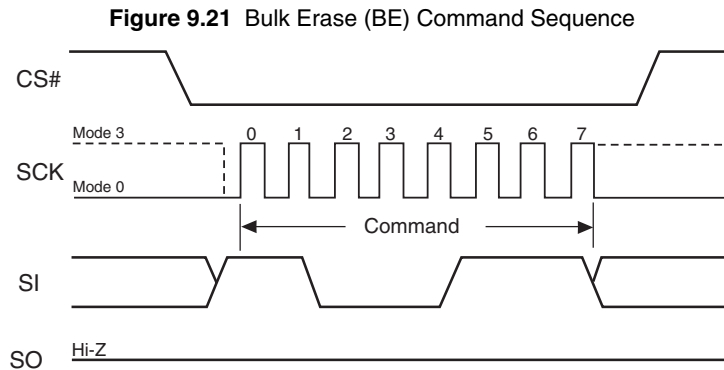 Figure 9.21 Bulk Erase (BE) Command Sequence
CS#
Mode 3
0 1 2 3 4 5 6 7
SCK
Mode 0
Command
SI
Hi-Z
SO